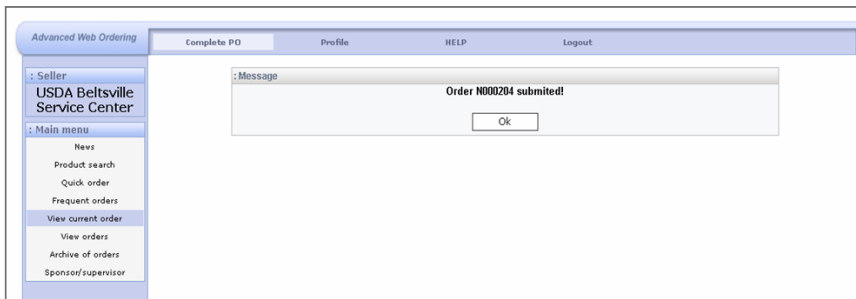 Advanced Web Ordering
Complete PO Profile HELP Logout
: Seller
USDA Beltsville
Service Center
: Main menu
News
Product search
Quick order
Frequent orders
View current order
View orders
Archive of orders
Sponsor/supervisor
: Message
Order N000204 submited!
Ok